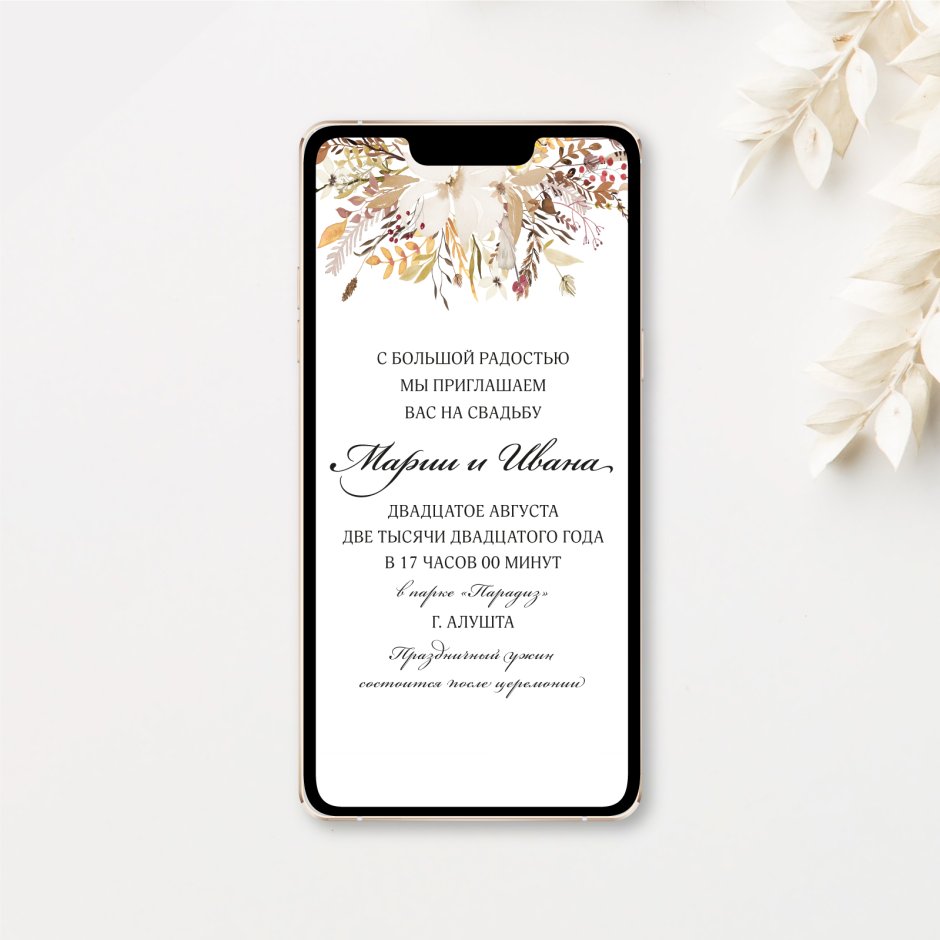 С БОЛЬШОЙ РАДОСТЬЮ
МЫ ПРИГЛАШАЕМ
ВАС НА СВАДЬБУ
Марии и Ивана
ДВАДЦАТОЕ АВГУСТА
ДВЕ ТЫСЯЧИ ДВАДЦАТОГО ГОДА
В 17 ЧАСОВ 00 МИНУТ
в парке «Парадиз»
Г. АЛУШТА
Праздничный ужин
состоится после церемонии